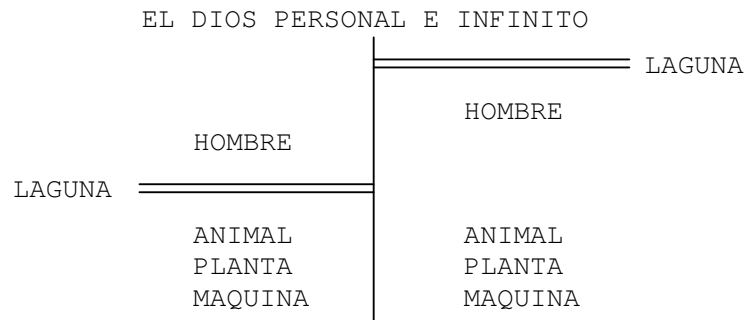 EL DIOS PERSONAL E INFINITO
LAGUNA
HOMBRE
HOMBRE
LAGUNA
ANIMAL ANIMAL
PLANTA PLANTA
MAQUINA MAQUINA